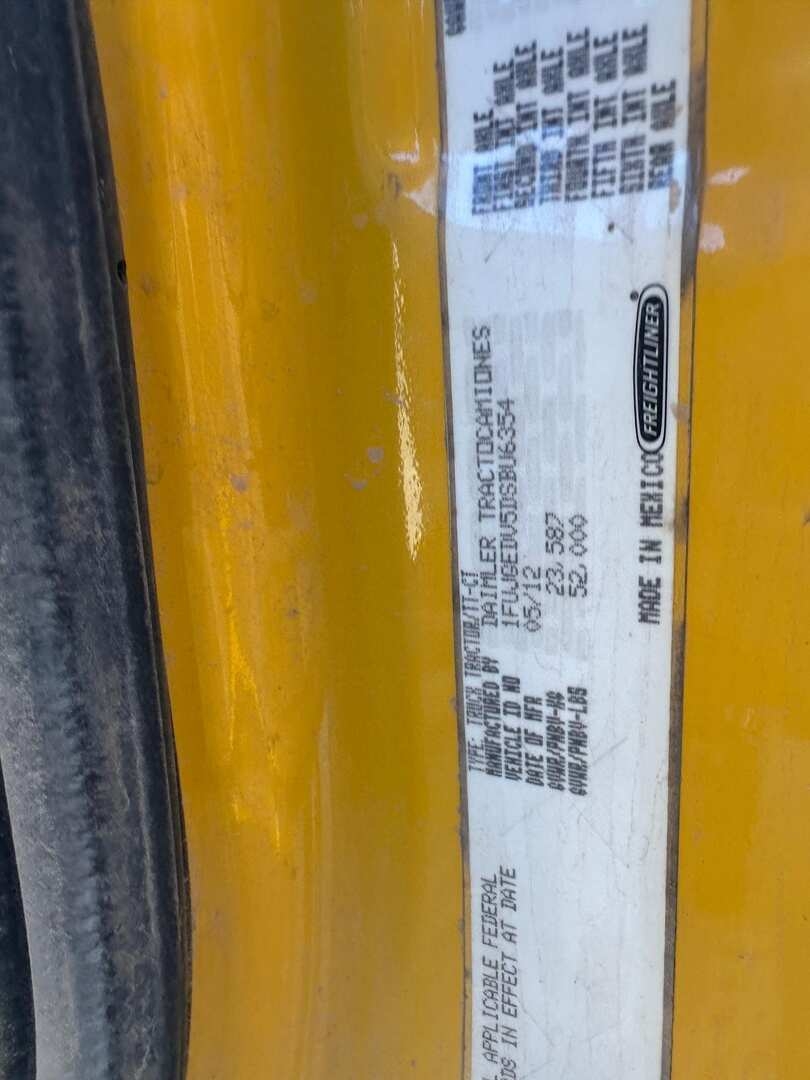 L APPLICABLE FEDERAL
DS IN EFFECT AT DATE
TYPE: TRUCK TRACTOR/TT-CT
MANUFACTURED BY DAIMLER TRACTOCAMIONES
VEHICLE ID NO 1FUJGEDV5DSBU6354
DATE OF MFR 05/12
GVWR/PNBV-KG 23,587
GVWR/PNBV-LBS 52,000
MADE IN MEXICO
FREIGHTLINER®
FRONT AXLE
FIRST INT AXLE
SECOND INT AXLE
THIRD INT AXLE
FOURTH INT AXLE
FIFTH INT AXLE
SIXTH INT AXLE
REAR AXLE